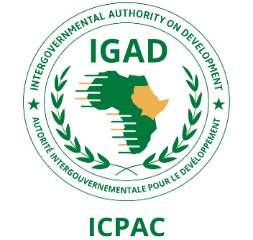 INTERGOVERNMENTAL AUTHORITY ON DEVELOPMENT
IGAD
AUTORITÉ INTERGOUVERNEMENTALE POUR LE DÉVELOPPEMENT
ICPAC